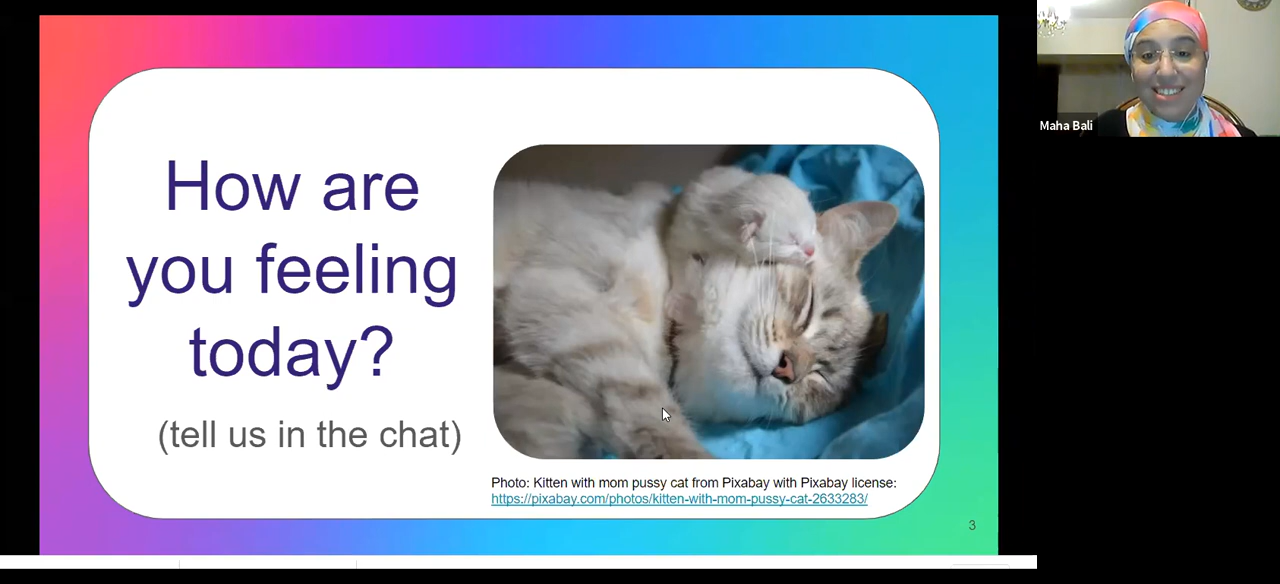 How are
you feeling
today?
(tell us in the chat)
Photo: Kitten with mom pussy cat from Pixabay with Pixabay license:
https://pixabay.com/photos/kitten-with-mom-pussy-cat-2633283/
3
Maha Bali